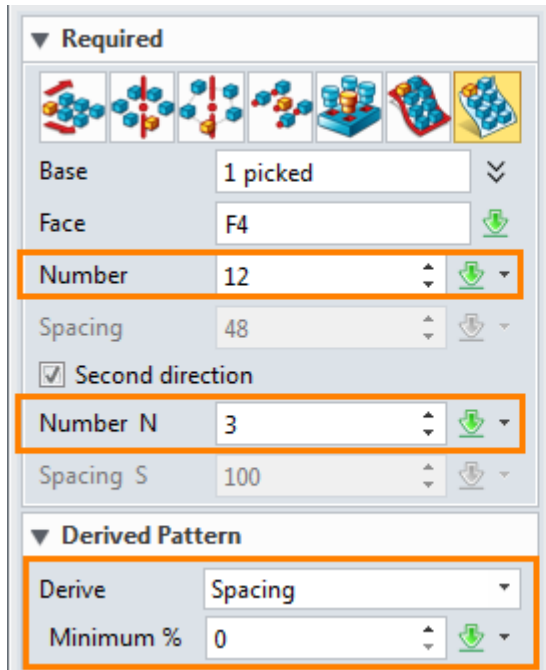 Required
Base 1 picked
Face F4
Number 12
Spacing 48
Second direction
Number N 3
Spacing S 100
Derived Pattern
Derive Spacing
Minimum % 0